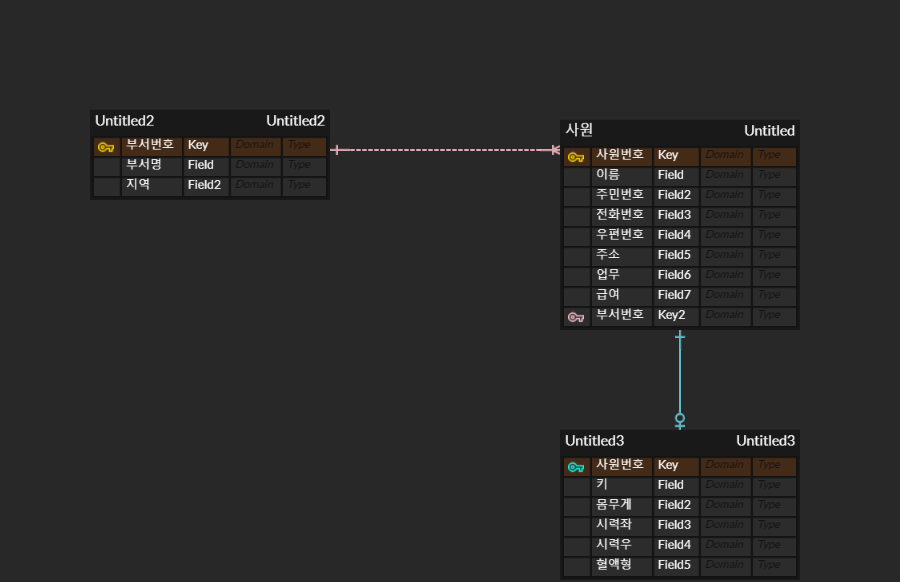 Untitled2 Untitled2
부서번호 Key Domain Type
부서명 Field Domain Type
지역 Field2 Domain Type
사원 Untitled
사원번호 Key Domain Type
이름 Field Domain Type
주민번호 Field2 Domain Type
전화번호 Field3 Domain Type
우편번호 Field4 Domain Type
주소 Field5 Domain Type
업무 Field6 Domain Type
급여 Field7 Domain Type
부서번호 Key2 Domain Type
Untitled3 Untitled3
사원번호 Key Domain Type
키 Field Domain Type
몸무게 Field2 Domain Type
시력좌 Field3 Domain Type
시력우 Field4 Domain Type
혈액형 Field5 Domain Type